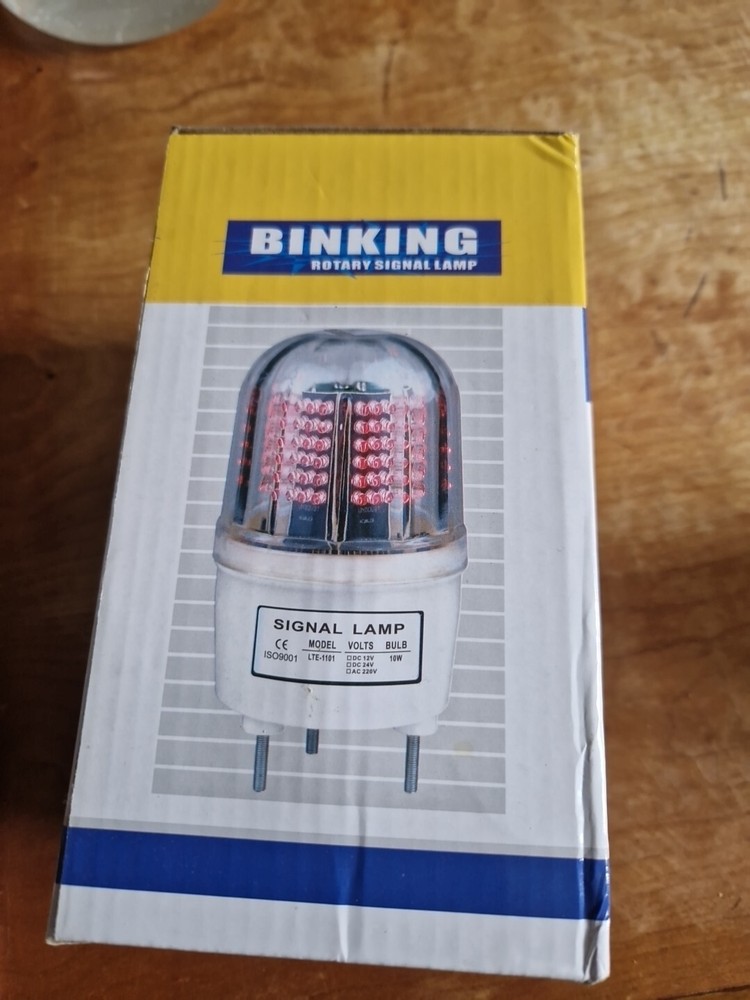 BINKING
ROTARY SIGNAL LAMP
SIGNAL LAMP
CE MODEL VOLTS BULB
ISO9001 LTE-1101 □DC 12V 10W
□DC 24V
□AC 220V